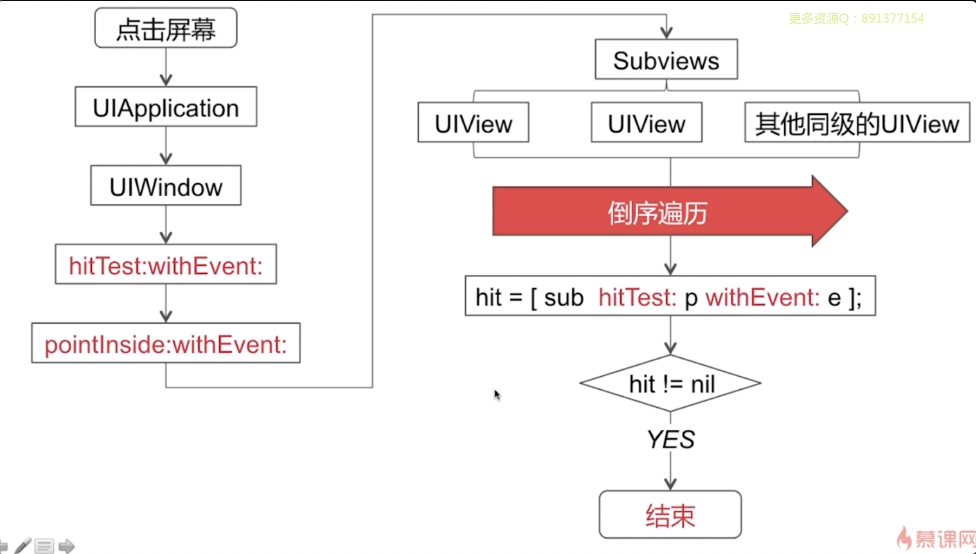 更多资源Q：891377154
点击屏幕
UIApplication
UIWindow
hitTest:withEvent:
pointInside:withEvent:
Subviews
UIView
UIView
其他同级的UIView
倒序遍历
hit = [ sub hitTest: p withEvent: e ];
hit != nil
YES
结束
慕课网